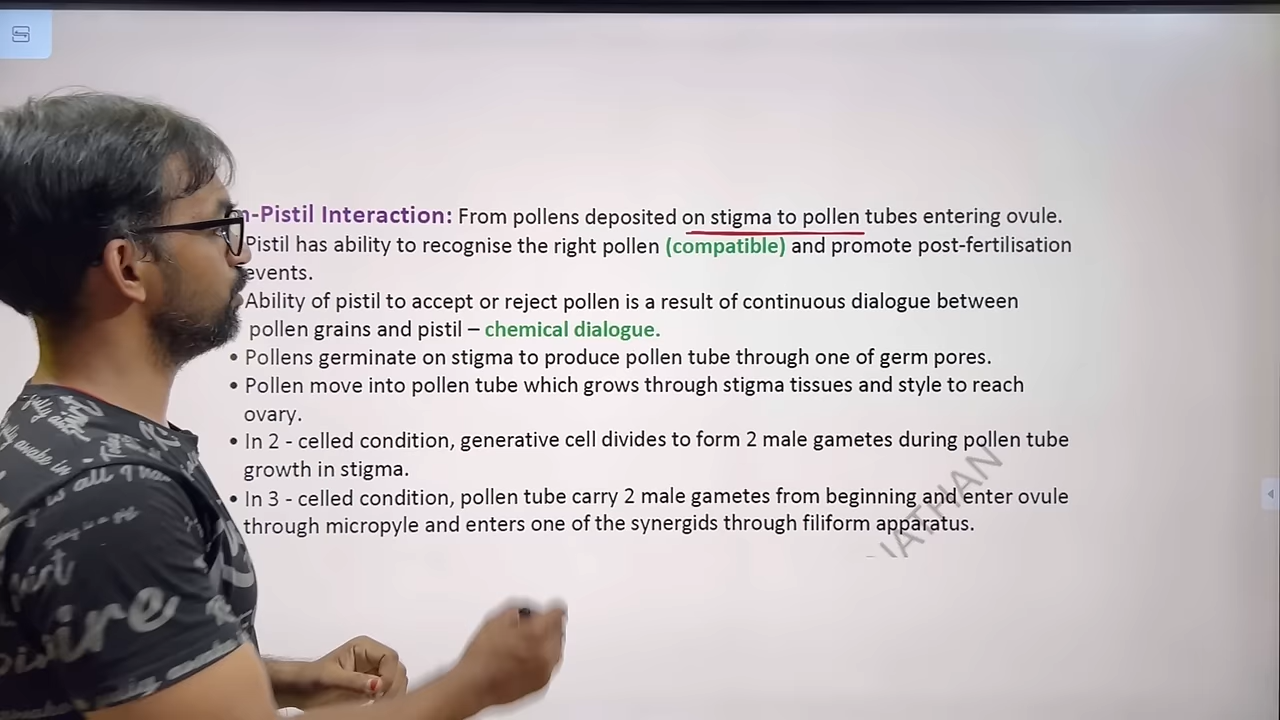 n-Pistil Interaction: From pollens deposited on stigma to pollen tubes entering ovule.
Pistil has ability to recognise the right pollen (compatible) and promote post-fertilisation
events.
Ability of pistil to accept or reject pollen is a result of continuous dialogue between
pollen grains and pistil – chemical dialogue.
• Pollens germinate on stigma to produce pollen tube through one of germ pores.
• Pollen move into pollen tube which grows through stigma tissues and style to reach
ovary.
• In 2 - celled condition, generative cell divides to form 2 male gametes during pollen tube
growth in stigma.
• In 3 - celled condition, pollen tube carry 2 male gametes from beginning and enter ovule
through micropyle and enters one of the synergids through filiform apparatus.